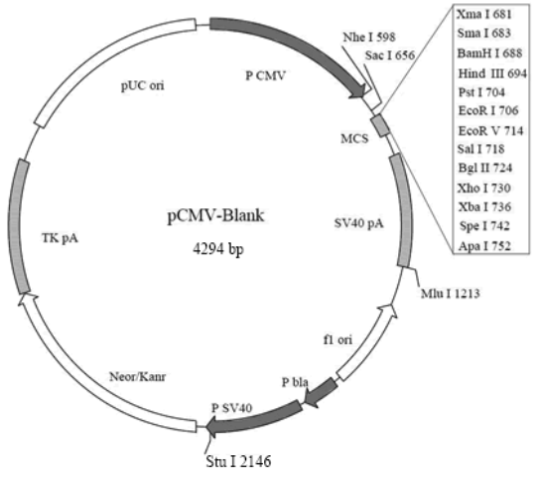 Xma I 681
Sma I 683
BamH I 688
Hind III 694
Pst I 704
EcoR I 706
EcoR V 714
Sal I 718
Bgl II 724
Xho I 730
Xba I 736
Spe I 742
Apa I 752
Nhe I 598
Sac I 656
P CMV
pUC ori
MCS
pCMV-Blank
4294 bp
SV40 pA
TK pA
Mlu I 1213
f1 ori
P bla
Neor/Kanr
P SV40
Stu I 2146